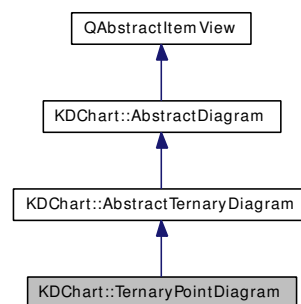 QAbstractItemView
KDChart::AbstractDiagram
KDChart::AbstractTernaryDiagram
KDChart::TernaryPointDiagram